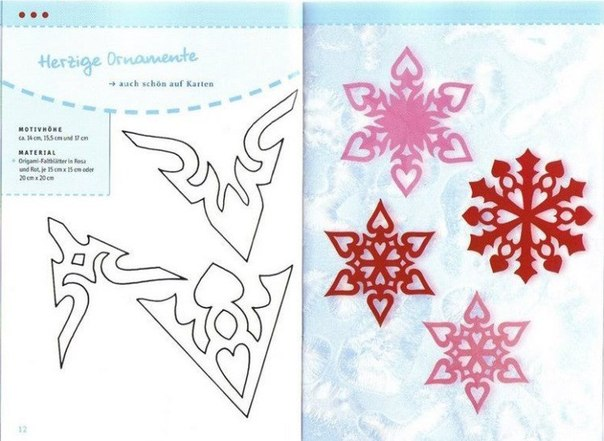 Herzige Ornamente
→ auch schön auf Karten
MOTIVHÖHE
ca. 14 cm, 15,5 cm und 17 cm
MATERIAL
Origami-Faltblätter in Rosa
und Rot, je 15 cm x 15 cm oder
20 cm x 20 cm
12